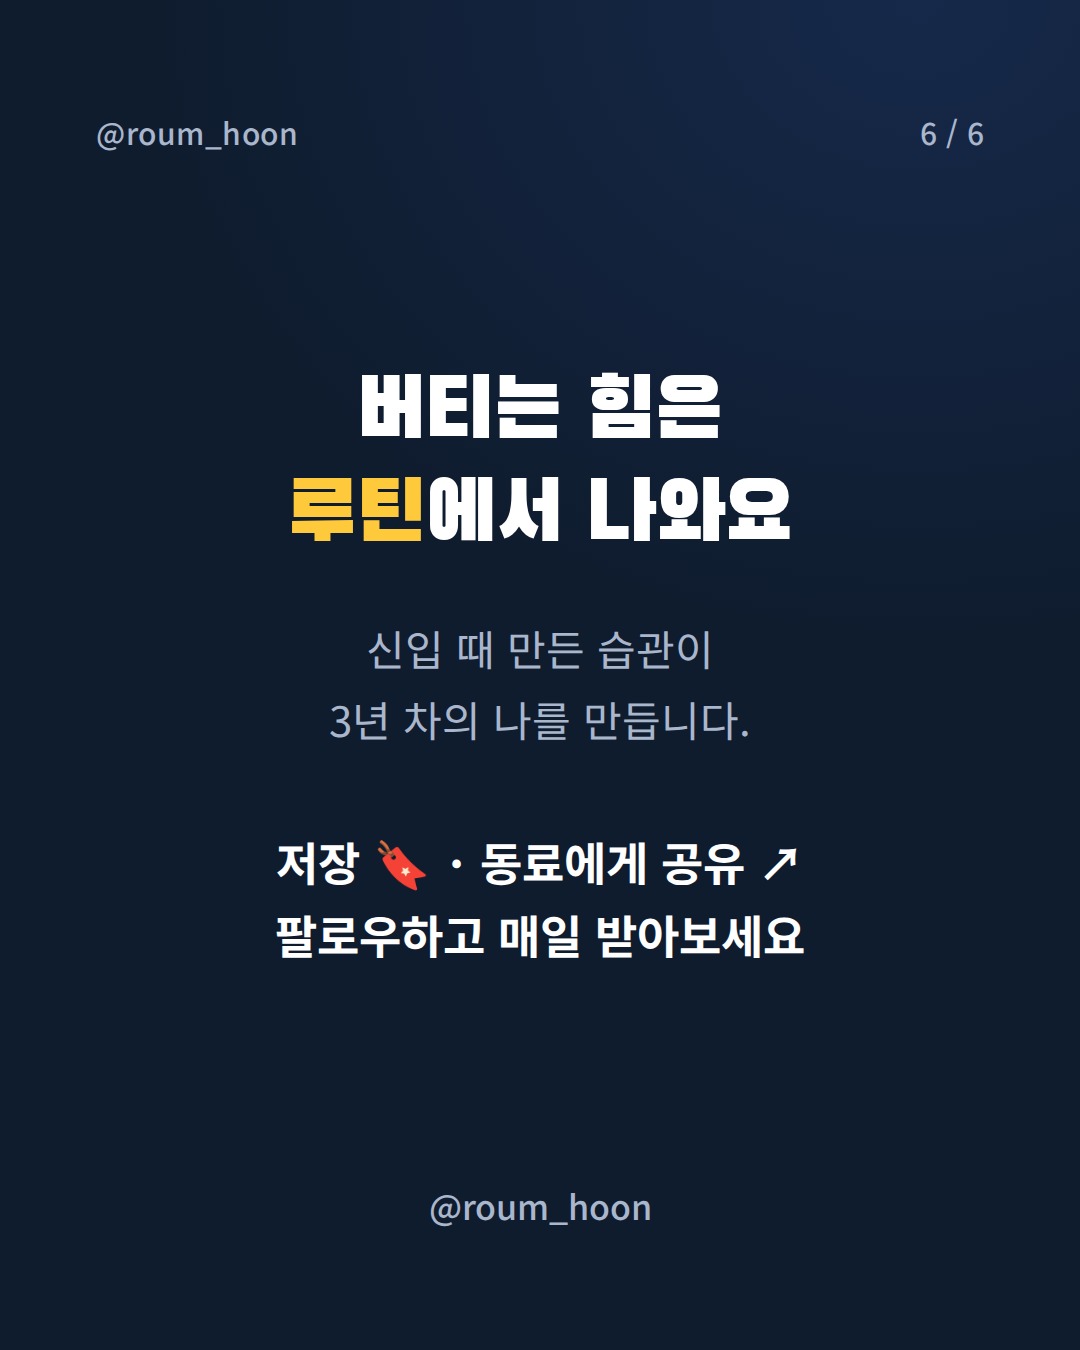 @roum_hoon
6 / 6
버티는 힘은
루틴에서 나와요
신입 때 만든 습관이
3년 차의 나를 만듭니다.
저장 🔖 · 동료에게 공유 ↗
팔로우하고 매일 받아보세요
@roum_hoon